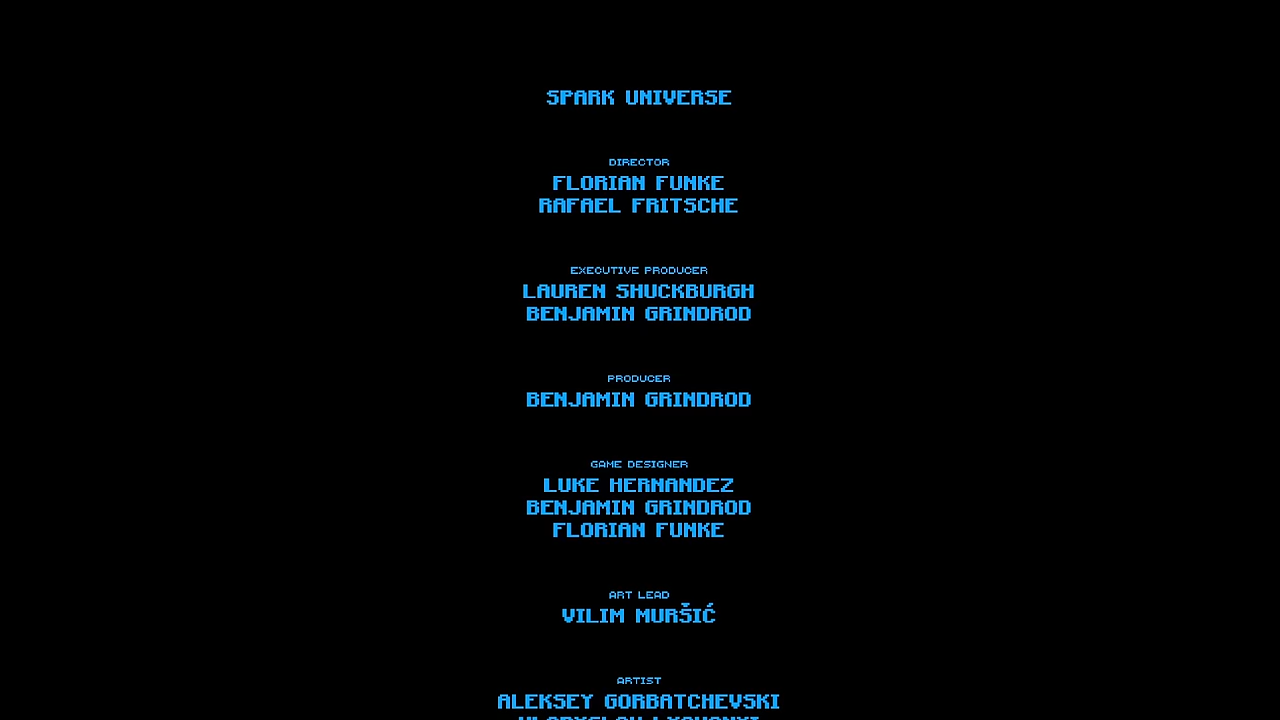 SPARK UNIVERSE
DIRECTOR
FLORIAN FUNKE
RAFAEL FRITSCHE
EXECUTIVE PRODUCER
LAUREN SHUCKBURGH
BENJAMIN GRINDROD
PRODUCER
BENJAMIN GRINDROD
GAME DESIGNER
LUKE HERNANDEZ
BENJAMIN GRINDROD
FLORIAN FUNKE
ART LEAD
VILIM MURŠIĆ
ARTIST
ALEKSEY GORBATCHEVSKI